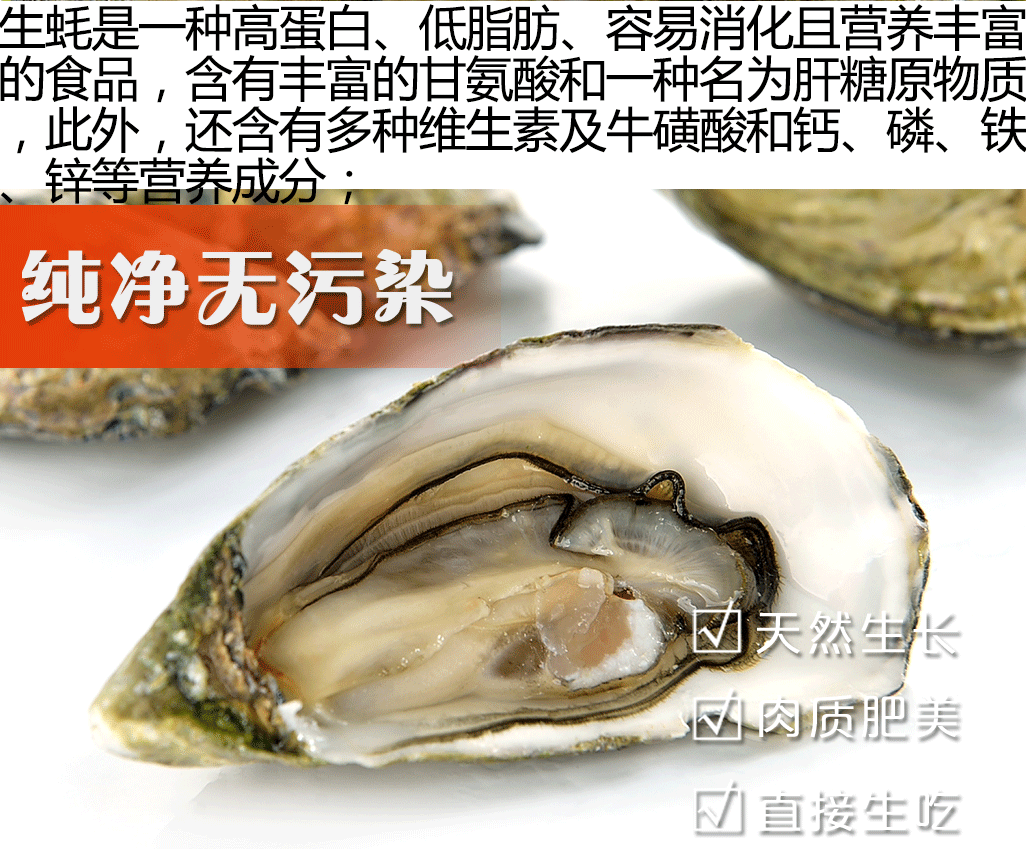 生蚝是一种高蛋白、低脂肪、容易消化且营养丰富
的食品，含有丰富的甘氨酸和一种名为肝糖原物质
，此外，还含有多种维生素及牛磺酸和钙、磷、铁
、锌等营养成分；
纯净无污染
天然生长
肉质肥美
直接生吃